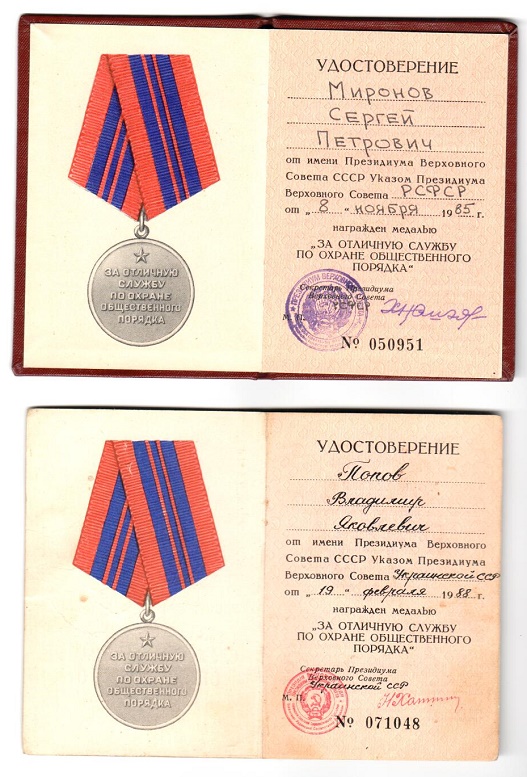 ЗА ОТЛИЧНУЮ
СЛУЖБУ
ПО ОХРАНЕ
ОБЩЕСТВЕННОГО
ПОРЯДКА
УДОСТОВЕРЕНИЕ
Миронов
Сергей
Петрович
от имени Президиума Верховного
Совета СССР Указом Президиума
Верховного Совета РСФСР
от „8“ ноября 1985 г.
награжден медалью
„ЗА ОТЛИЧНУЮ СЛУЖБУ
ПО ОХРАНЕ ОБЩЕСТВЕННОГО
ПОРЯДКА“
Секретарь Президиума
Верховного Совета
РСФСР
М. П.
№ 050951
ЗА ОТЛИЧНУЮ
СЛУЖБУ
ПО ОХРАНЕ
ОБЩЕСТВЕННОГО
ПОРЯДКА
УДОСТОВЕРЕНИЕ
Попов
Владимир
Яковлевич
от имени Президиума Верховного
Совета СССР Указом Президиума
Верховного Совета Украинской ССР
от „19“ февраля 1988 г.
награжден медалью
„ЗА ОТЛИЧНУЮ СЛУЖБУ
ПО ОХРАНЕ ОБЩЕСТВЕННОГО
ПОРЯДКА“
Секретарь Президиума
Верховного Совета
Украинской ССР
М. П.
№ 071048